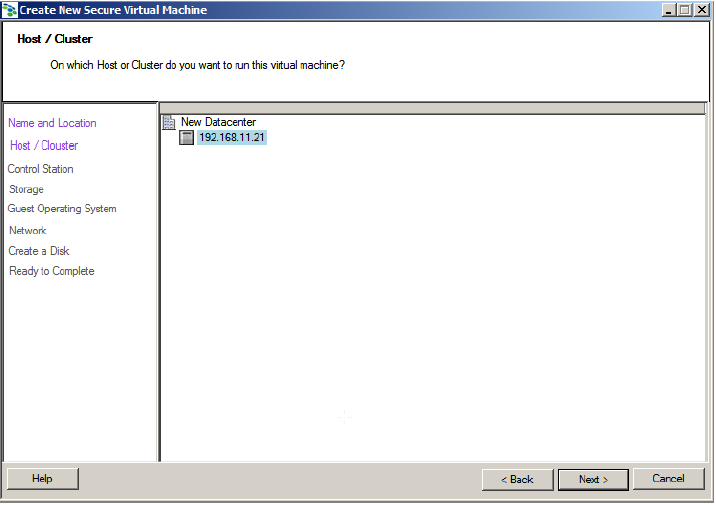 Create New Secure Virtual Machine
Host / Cluster
On which Host or Cluster do you want to run this virtual machine?
Name and Location
Host / Clouster
Control Station
Storage
Guest Operating System
Network
Create a Disk
Ready to Complete
New Datacenter
192.168.11.21
Help
< Back
Next >
Cancel